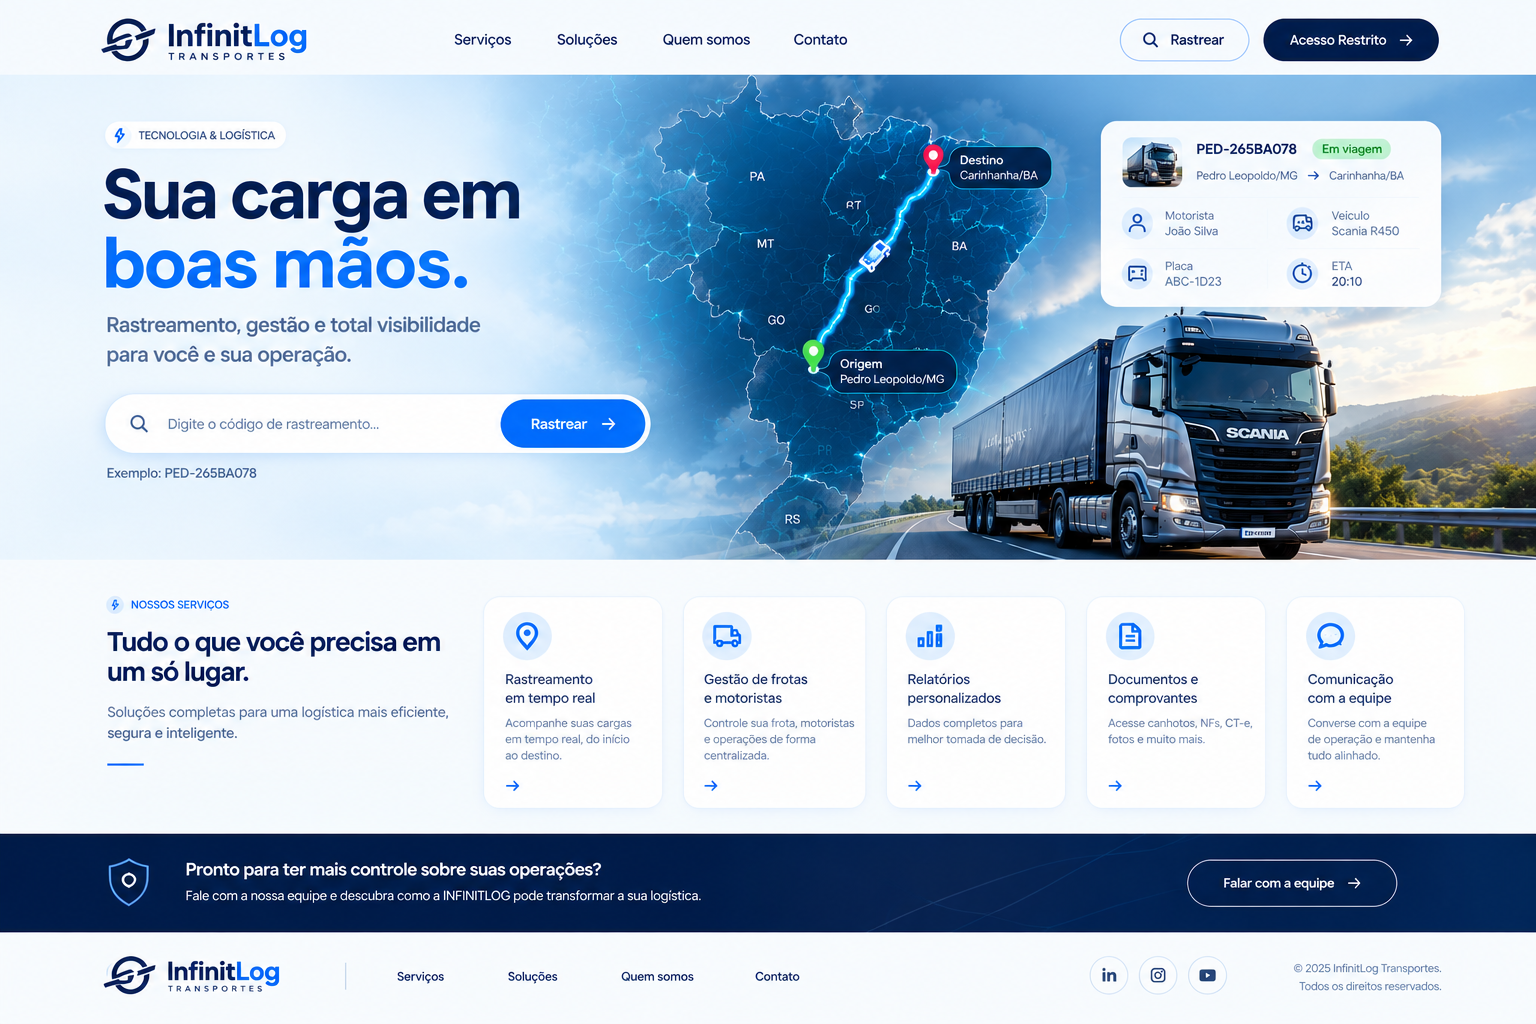 InfinitLog
TRANSPORTES
Serviços
Soluções
Quem somos
Contato
Rastrear
Acesso Restrito
TECNOLOGIA & LOGÍSTICA
Sua carga em
boas mãos.
Rastreamento, gestão e total visibilidade
para você e sua operação.
Digite o código de rastreamento...
Rastrear
Exemplo: PED-265BA078
PA
MT
BA
GO
GO
SP
PR
RS
Destino
Carinhanha/BA
Origem
Pedro Leopoldo/MG
PED-265BA078
Em viagem
Pedro Leopoldo/MG
Carinhanha/BA
Motorista
João Silva
Veiculo
Scania R450
Placa
ABC-1D23
ETA
20:10
SCANIA
NOSSOS SERVIÇOS
Tudo o que você precisa em
um só lugar.
Soluções completas para uma logística mais eficiente,
segura e inteligente.
Rastreamento
em tempo real
Acompanhe suas cargas
em tempo real, do início
ao destino.
Gestão de frotas
e motoristas
Controle sua frota, motoristas
e operações de forma
centralizada.
Relatórios
personalizados
Dados completos para
melhor tomada de decisão.
Documentos e
comprovantes
Acesse canhotos, NFs, CT-e,
fotos e muito mais.
Comunicação
com a equipe
Converse com a equipe
de operação e mantenha
tudo alinhado.
Pronto para ter mais controle sobre suas operações?
Fale com a nossa equipe e descubra como a INFINITLOG pode transformar a sua logística.
Falar com a equipe
InfinitLog
TRANSPORTES
Serviços
Soluções
Quem somos
Contato
in
© 2025 InfinitLog Transportes.
Todos os direitos reservados.